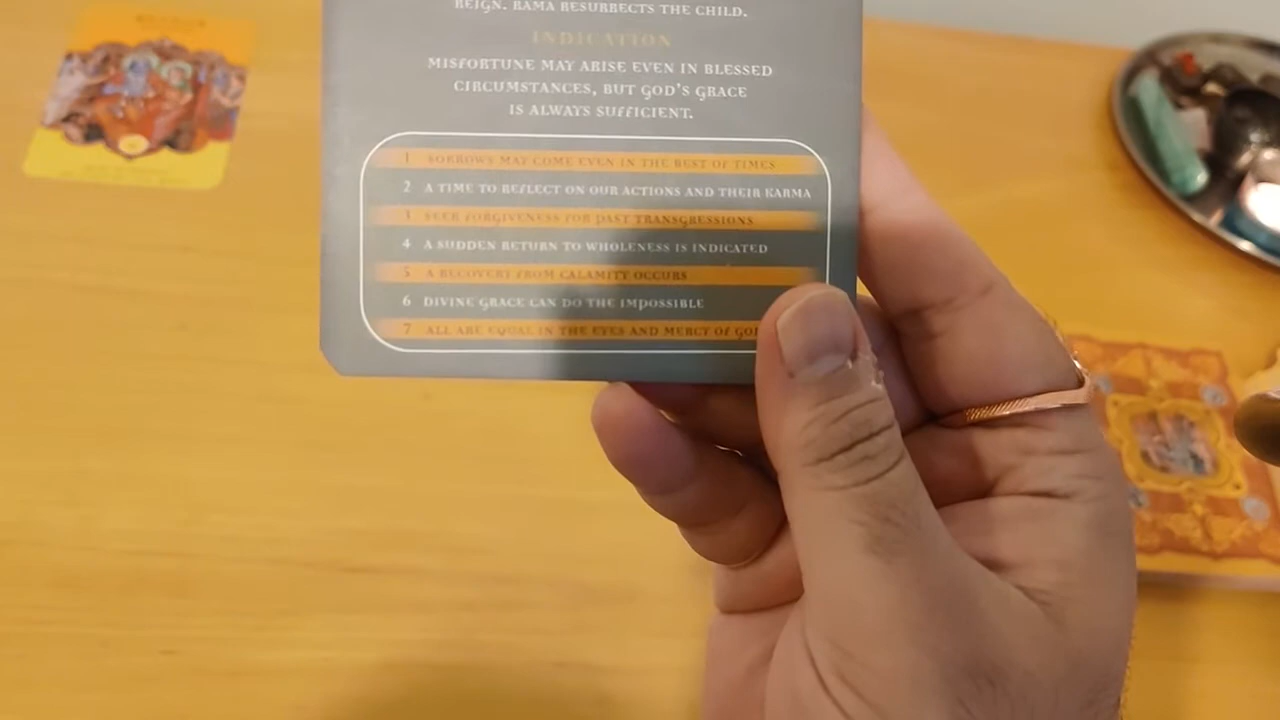 REIGN. RAMA RESURRECTS THE CHILD.
INDICATION
MISFORTUNE MAY ARISE EVEN IN BLESSED
CIRCUMSTANCES, BUT GOD'S GRACE
IS ALWAYS SUFFICIENT.
1 SORROWS MAY COME EVEN IN THE BEST OF TIMES
2 A TIME TO REFLECT ON OUR ACTIONS AND THEIR KARMA
3 SEEK FORGIVENESS FOR PAST TRANSGRESSIONS
4 A SUDDEN RETURN TO WHOLENESS IS INDICATED
5 A RECOVERY FROM CALAMITY OCCURS
6 DIVINE GRACE CAN DO THE IMPOSSIBLE
7 ALL ARE EQUAL IN THE EYES AND MERCY OF GOD